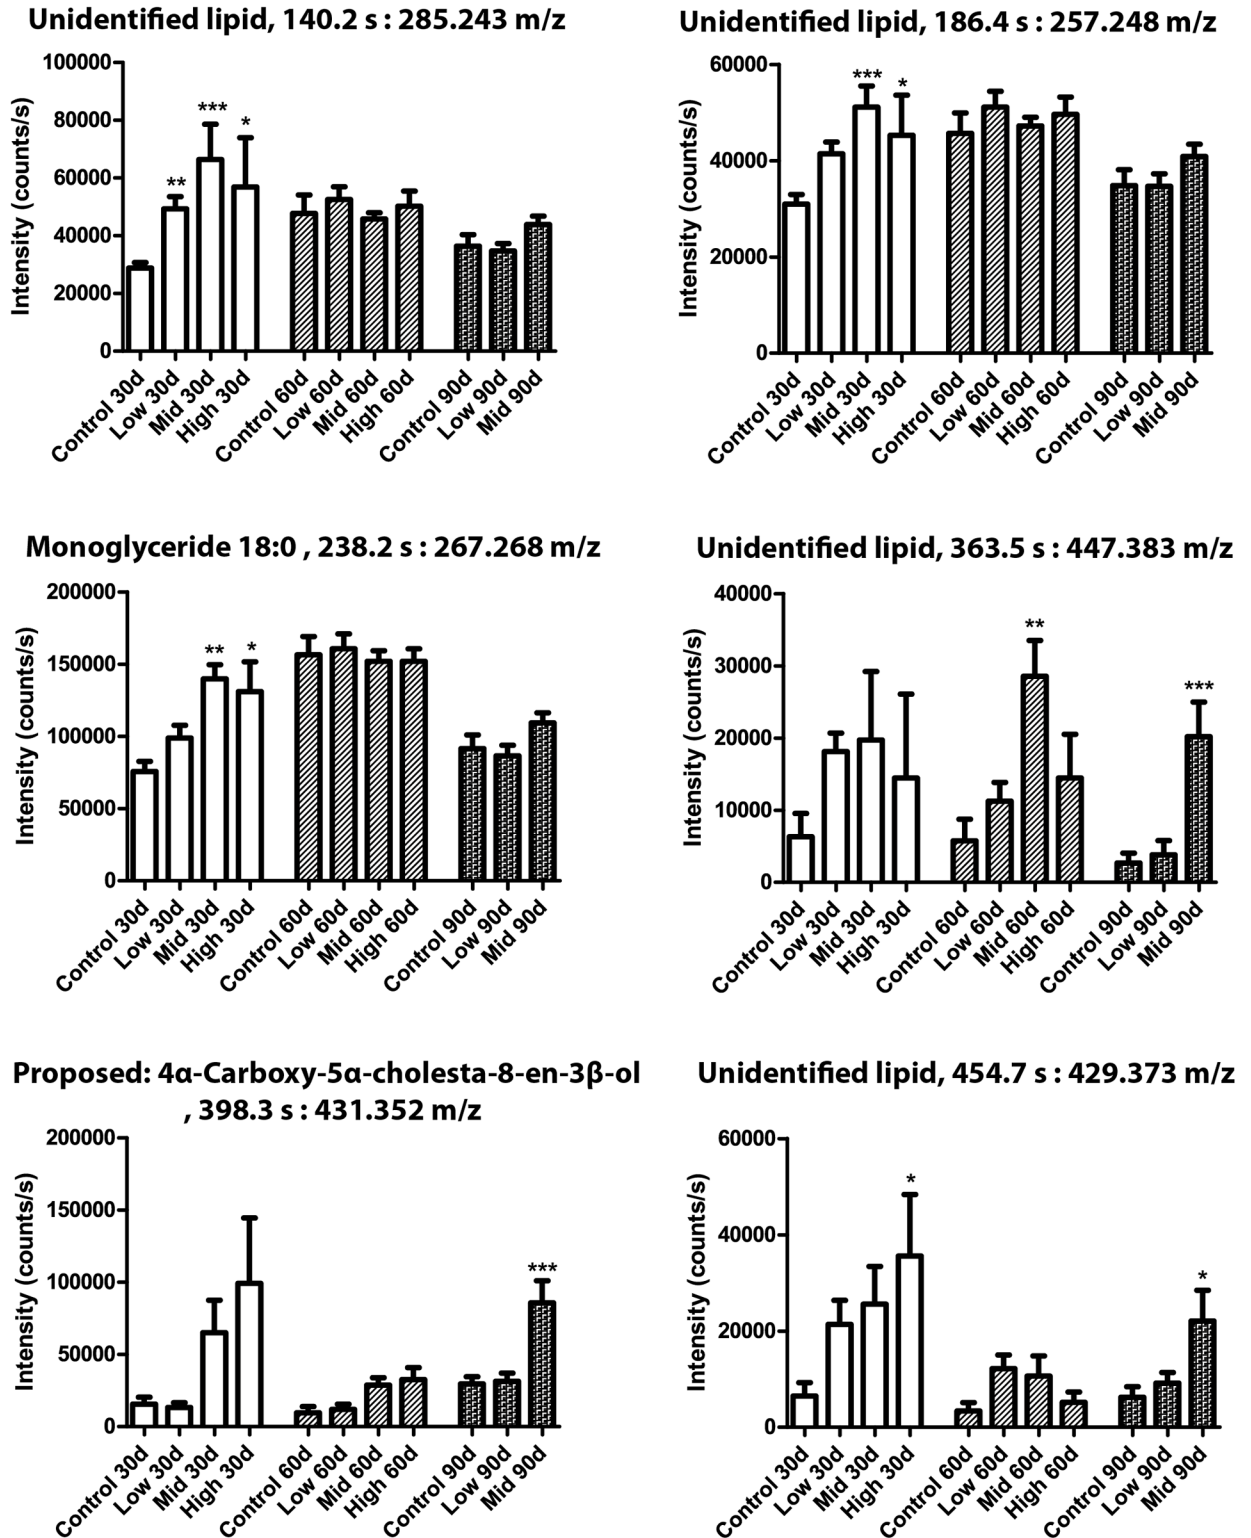 Unidentified lipid, 140.2 s : 285.243 m/z
Intensity (counts/s)
100000
80000
60000
40000
20000
0
**
***
*
Control 30d
Low 30d
Mid 30d
High 30d
Control 60d
Low 60d
Mid 60d
High 60d
Control 90d
Low 90d
Mid 90d
Unidentified lipid, 186.4 s : 257.248 m/z
Intensity (counts/s)
60000
40000
20000
0
***
*
Control 30d
Low 30d
Mid 30d
High 30d
Control 60d
Low 60d
Mid 60d
High 60d
Control 90d
Low 90d
Mid 90d
Monoglyceride 18:0 , 238.2 s : 267.268 m/z
Intensity (counts/s)
200000
150000
100000
50000
0
**
*
Control 30d
Low 30d
Mid 30d
High 30d
Control 60d
Low 60d
Mid 60d
High 60d
Control 90d
Low 90d
Mid 90d
Unidentified lipid, 363.5 s : 447.383 m/z
Intensity (counts/s)
40000
30000
20000
10000
0
**
***
Control 30d
Low 30d
Mid 30d
High 30d
Control 60d
Low 60d
Mid 60d
High 60d
Control 90d
Low 90d
Mid 90d
Proposed: 4α-Carboxy-5α-cholesta-8-en-3β-ol
, 398.3 s : 431.352 m/z
Intensity (counts/s)
200000
150000
100000
50000
0
***
Control 30d
Low 30d
Mid 30d
High 30d
Control 60d
Low 60d
Mid 60d
High 60d
Control 90d
Low 90d
Mid 90d
Unidentified lipid, 454.7 s : 429.373 m/z
Intensity (counts/s)
60000
40000
20000
0
*
*
Control 30d
Low 30d
Mid 30d
High 30d
Control 60d
Low 60d
Mid 60d
High 60d
Control 90d
Low 90d
Mid 90d